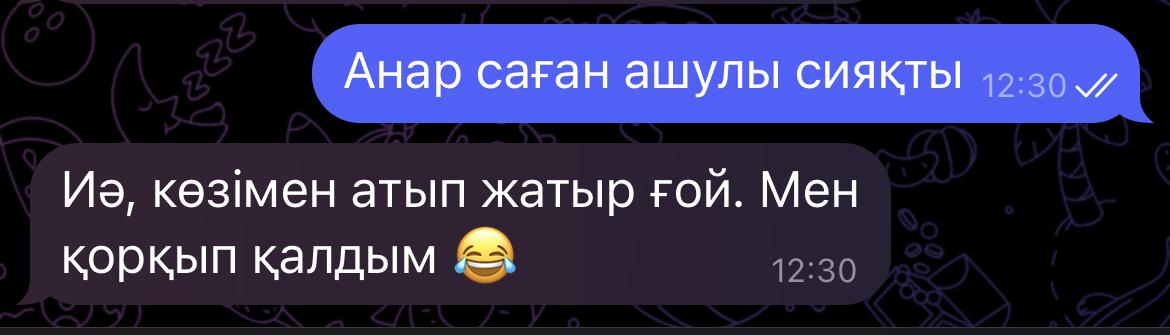 Анар саған ашулы сияқты 12:30
Иә, көзімен атып жатыр ғой. Мен
қорқып қалдым 😂 12:30